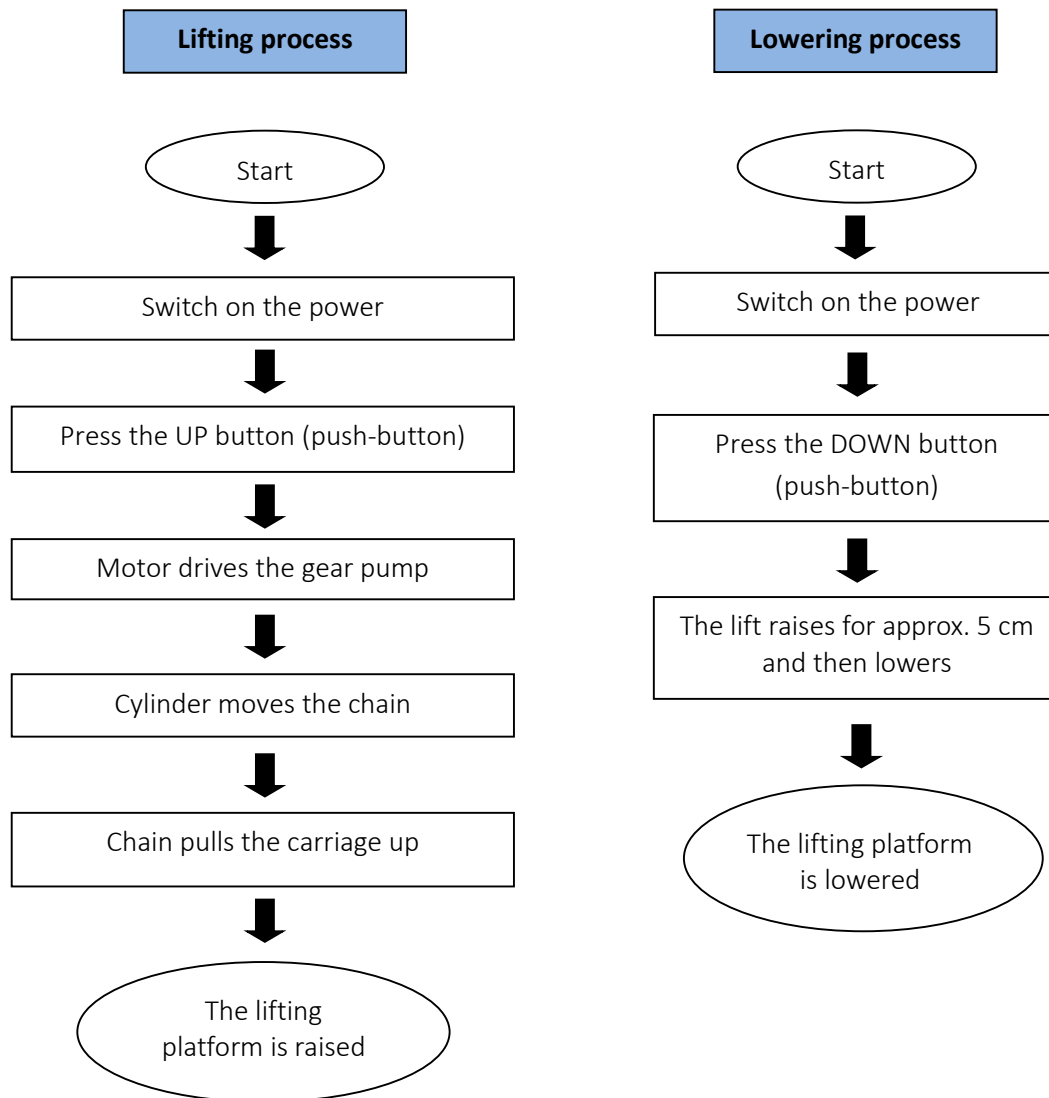 Lifting process
Start
Switch on the power
Press the UP button (push-button)
Motor drives the gear pump
Cylinder moves the chain
Chain pulls the carriage up
The lifting
platform is raised
Lowering process
Start
Switch on the power
Press the DOWN button
(push-button)
The lift raises for approx. 5 cm
and then lowers
The lifting platform
is lowered